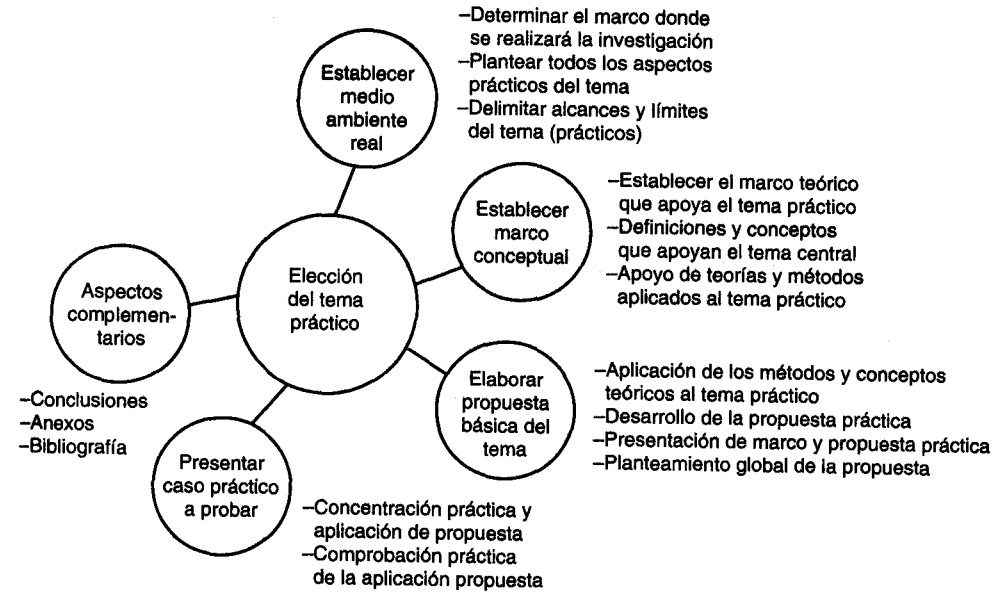 Establecer
medio
ambiente
real
–Determinar el marco donde
se realizará la investigación
–Plantear todos los aspectos
prácticos del tema
–Delimitar alcances y límites
del tema (prácticos)
Establecer
marco
conceptual
–Establecer el marco teórico
que apoya el tema práctico
–Definiciones y conceptos
que apoyan el tema central
–Apoyo de teorías y métodos
aplicados al tema práctico
Elección
del tema
práctico
Aspectos
complemen-
tarios
–Conclusiones
–Anexos
–Bibliografía
Elaborar
propuesta
básica del
tema
–Aplicación de los métodos y conceptos
teóricos al tema práctico
–Desarrollo de la propuesta práctica
–Presentación de marco y propuesta práctica
–Planteamiento global de la propuesta
Presentar
caso práctico
a probar
–Concentración práctica y
aplicación de propuesta
–Comprobación práctica
de la aplicación propuesta